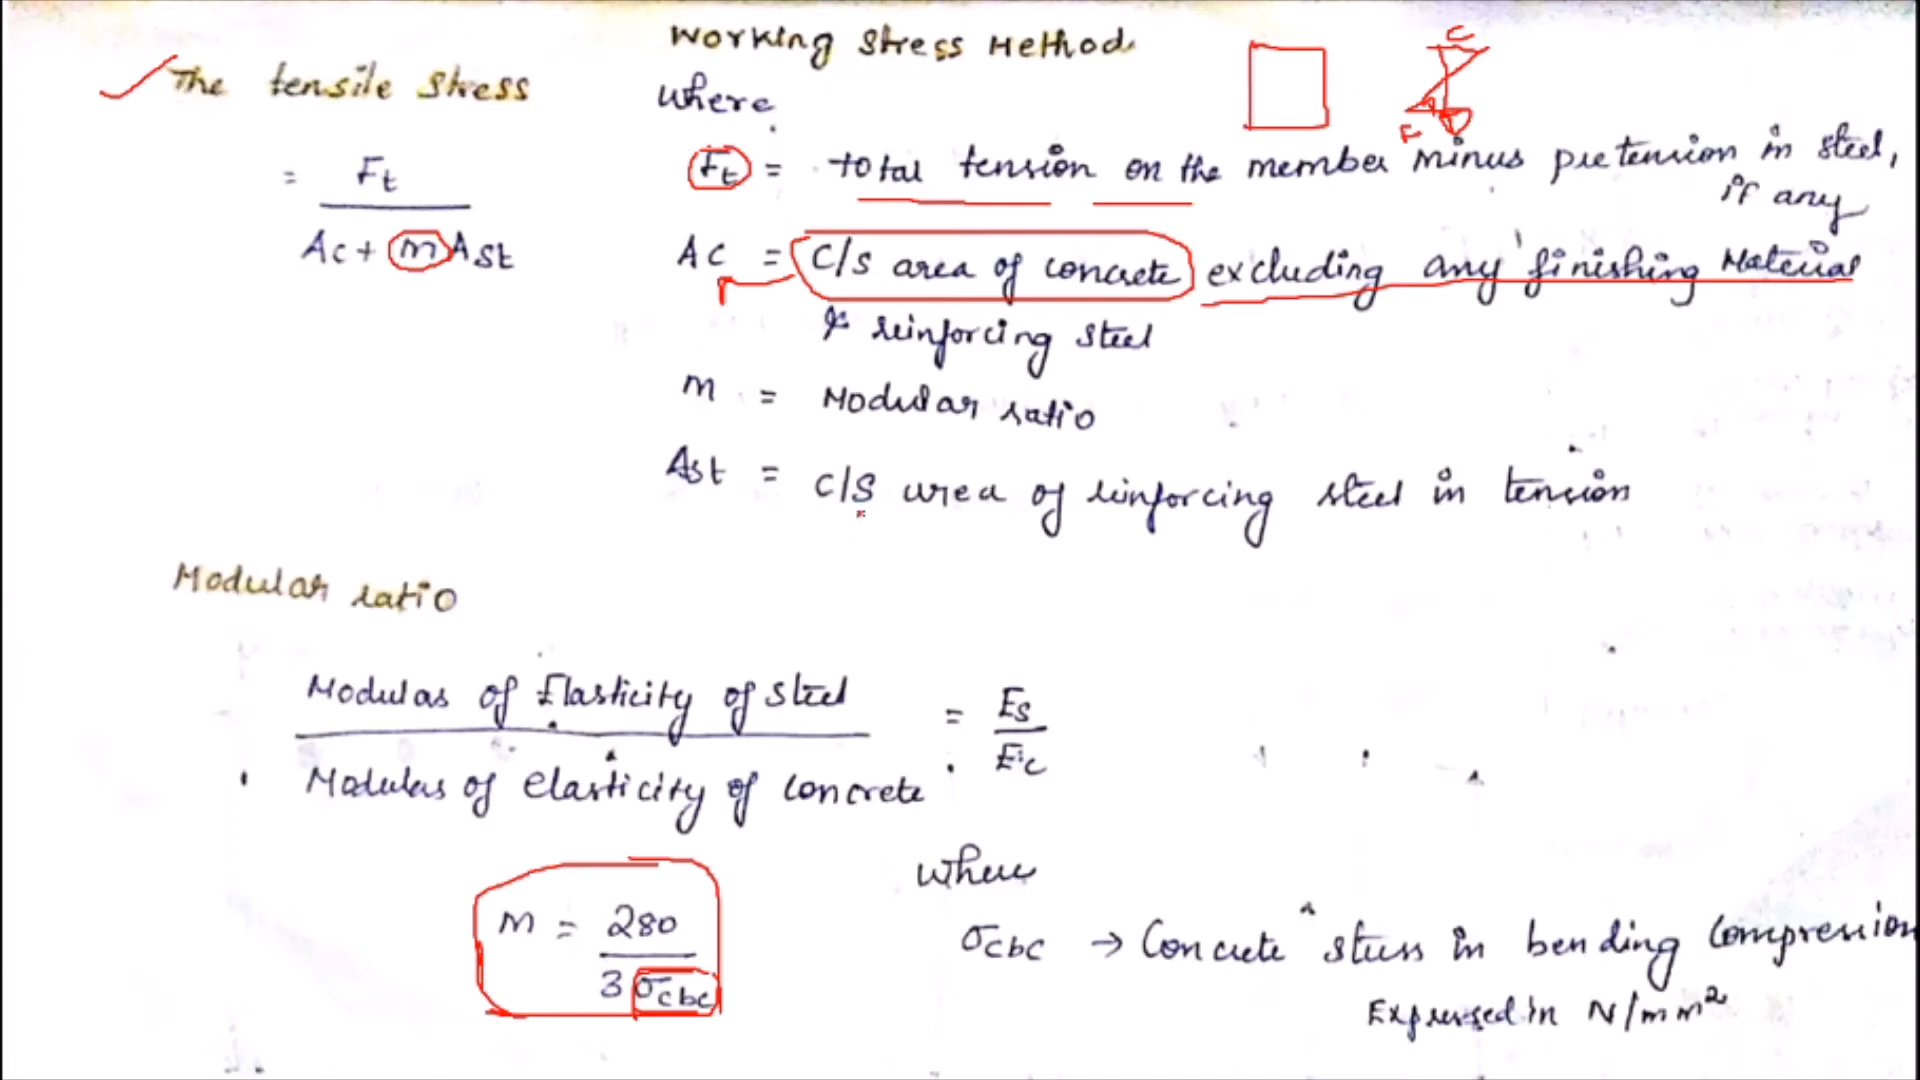 Working Stress Method.
The tensile Stress
= Ft / Ac + m Ast
where
Ft = total tension on the member minus pretension in steel, if any
Ac = C/S area of concrete excluding any finishing Material
& reinforcing steel
m = Modular ratio
Ast = C/S area of reinforcing steel in tension
C
Modular ratio
Modulas of Elasticity of Steel / Modulas of elasticity of concrete = Es / Ec
m = 280 / 3 σcbc
where
σcbc → Concrete stress in bending Compression
Expressed in N/mm²